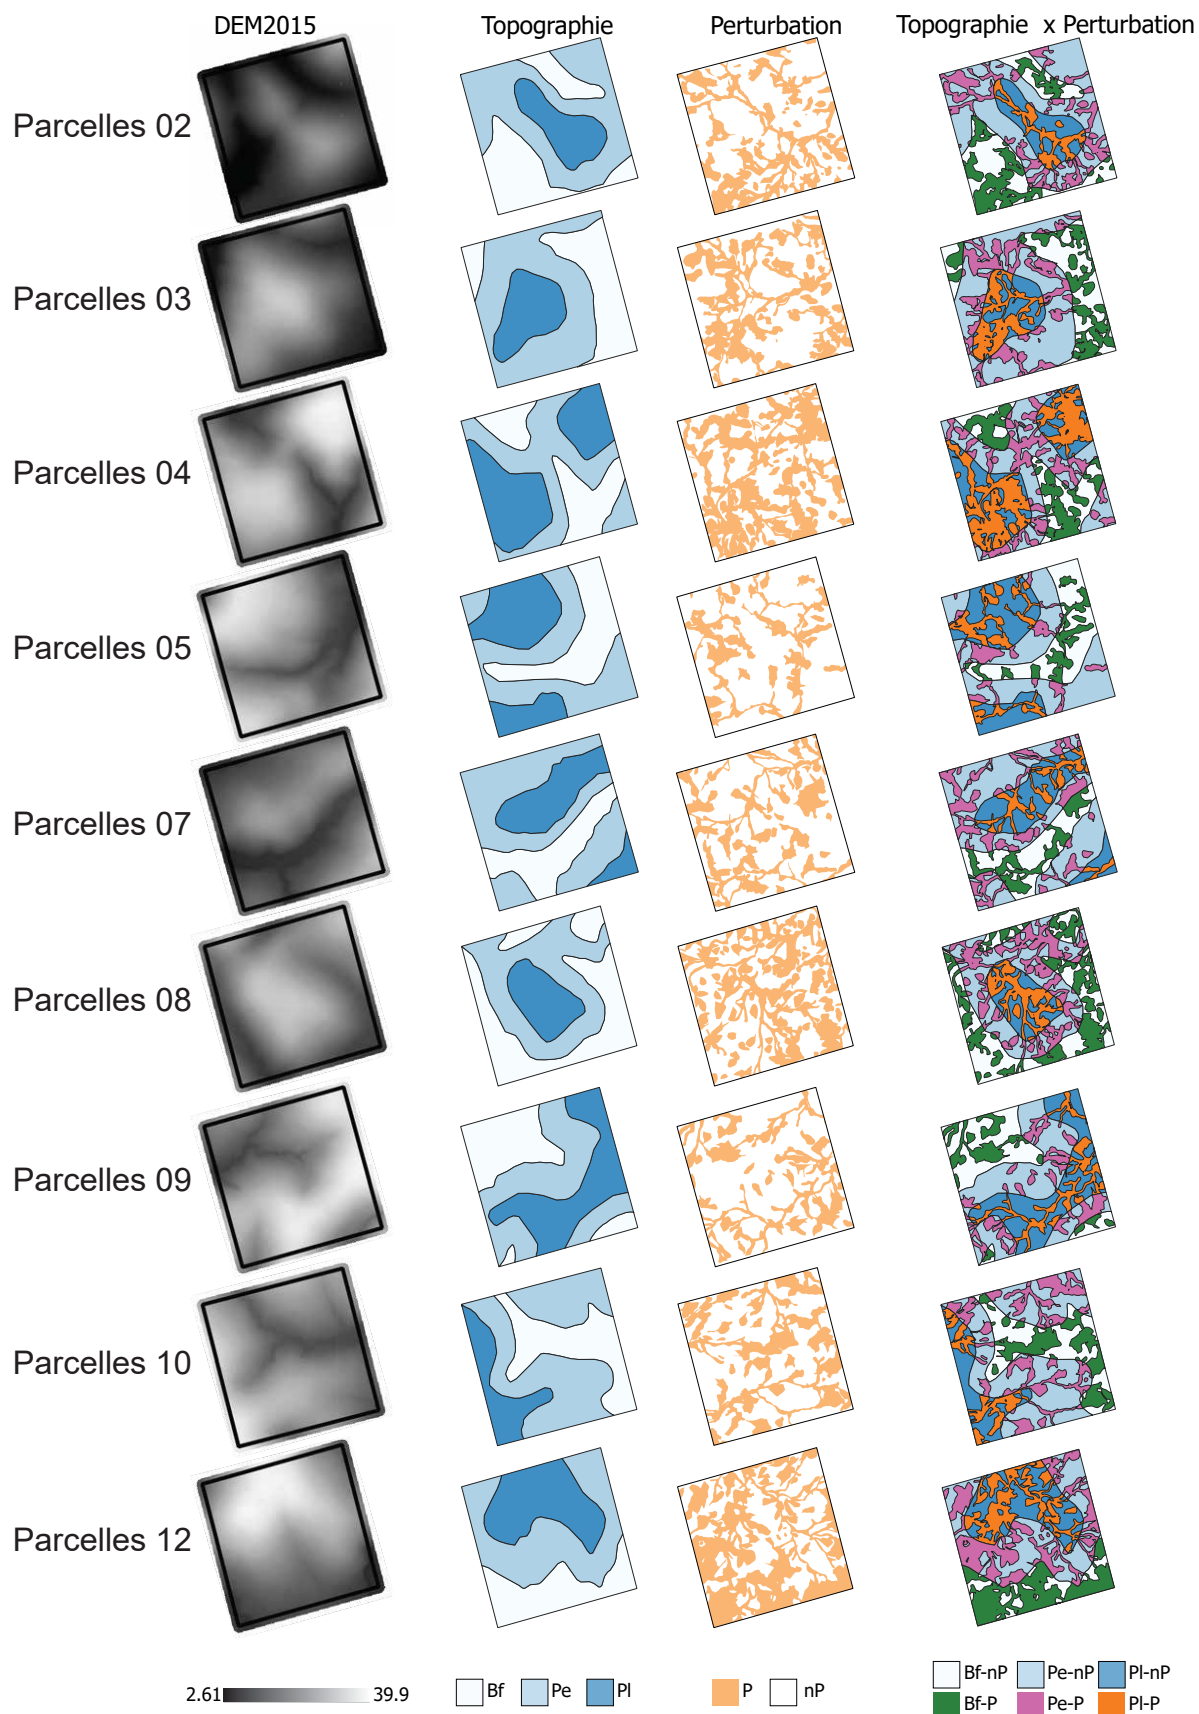 DEM2015 Topographie Perturbation Topographie x Perturbation
Parcelles 02
Parcelles 03
Parcelles 04
Parcelles 05
Parcelles 07
Parcelles 08
Parcelles 09
Parcelles 10
Parcelles 12
2.61 39.9 Bf Pe Pl P nP Bf-nP Pe-nP Pl-nP
Bf-P Pe-P Pl-P